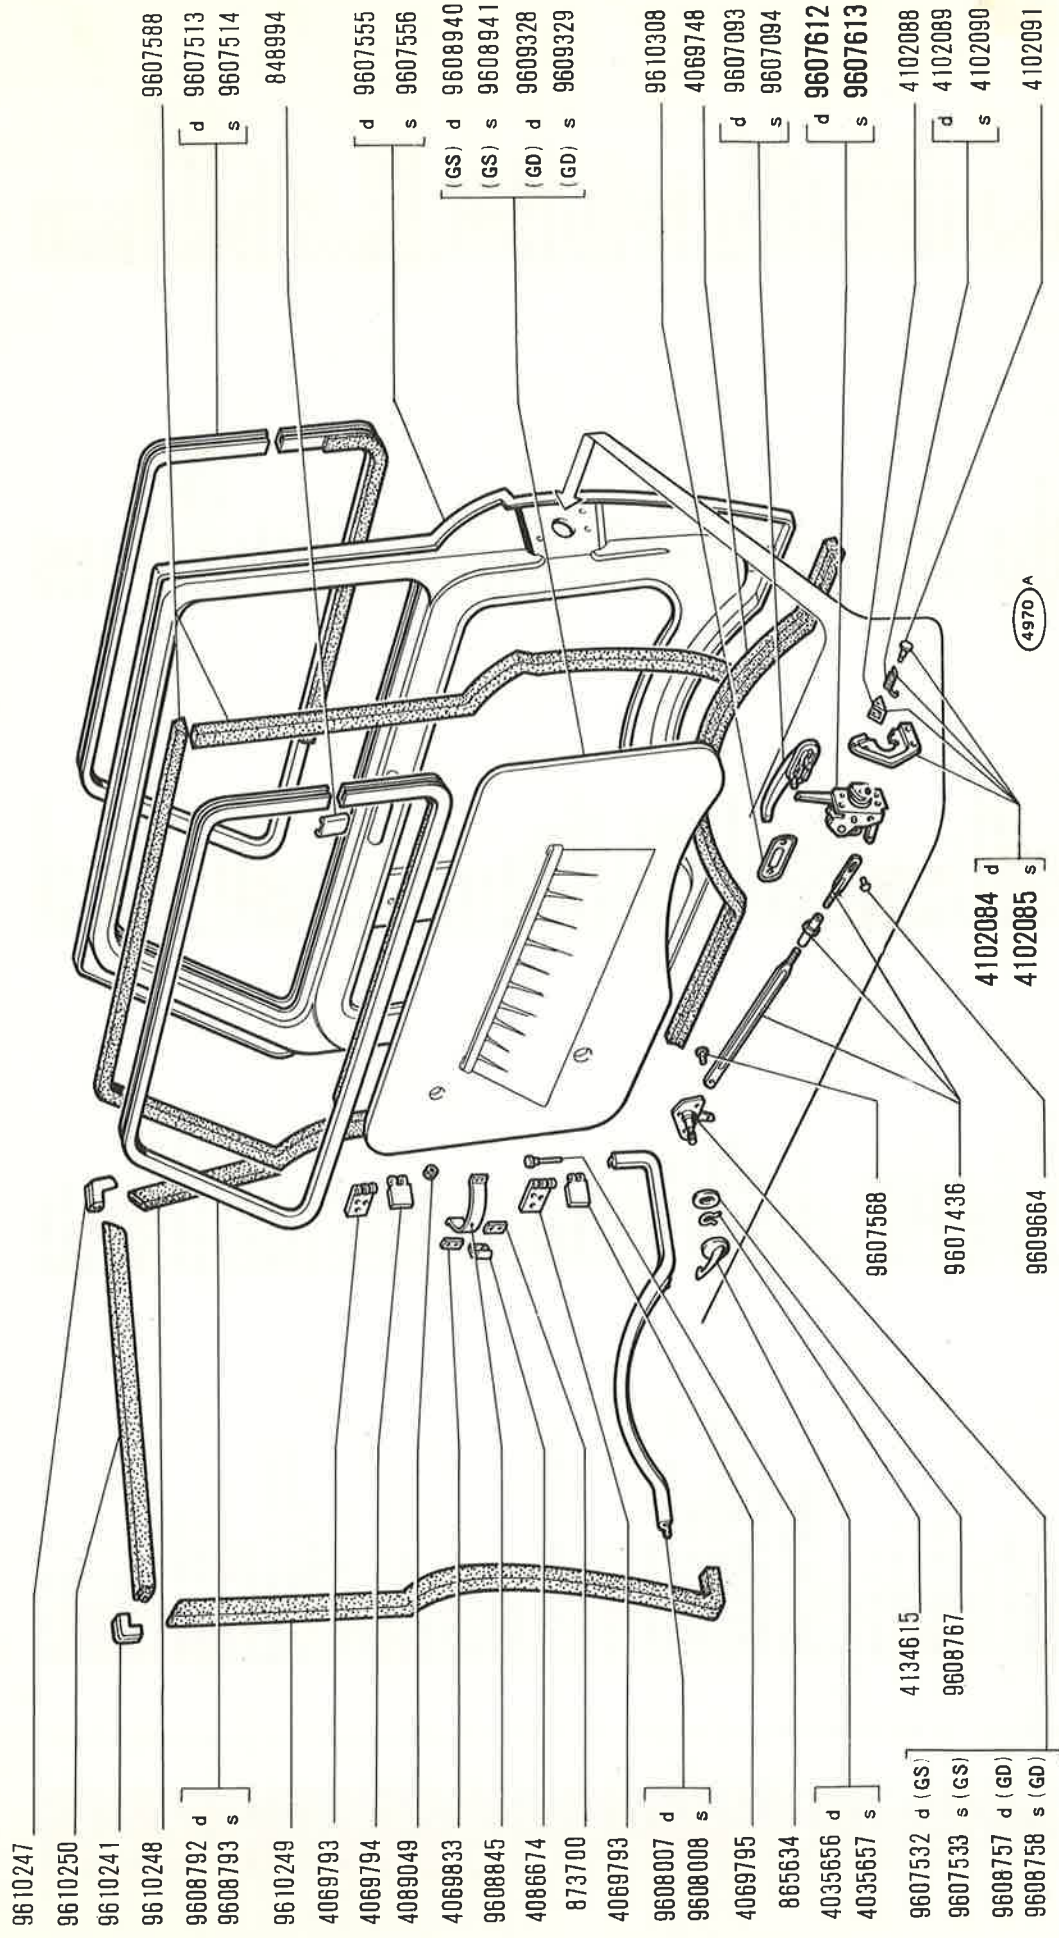 9610247
9610250
9610241
9610248
9608792 d
9608793 s
9610249
4069793
4069794
4089049
4069833
9608845
4086674
873700
4069793
9608007 d
9608008 s
4069795
865634
4035656 d
4035657 s
9607532 d (GS)
9607533 s (GS)
9608757 d (GD)
9608758 s (GD)
4134615
9608767
9607568
9607436
9609664
4102084 d
4102085 s
4970 A
9607588
9607513 d
9607514 s
848994
d 9607555
s 9607556
(GS) d 9608940
(GS) s 9608941
(GD) d 9609328
(GD) s 9609329
9610308
4069748
d 9607093
s 9607094
d 9607612
s 9607613
4102088
d 4102089
s 4102090
4102091